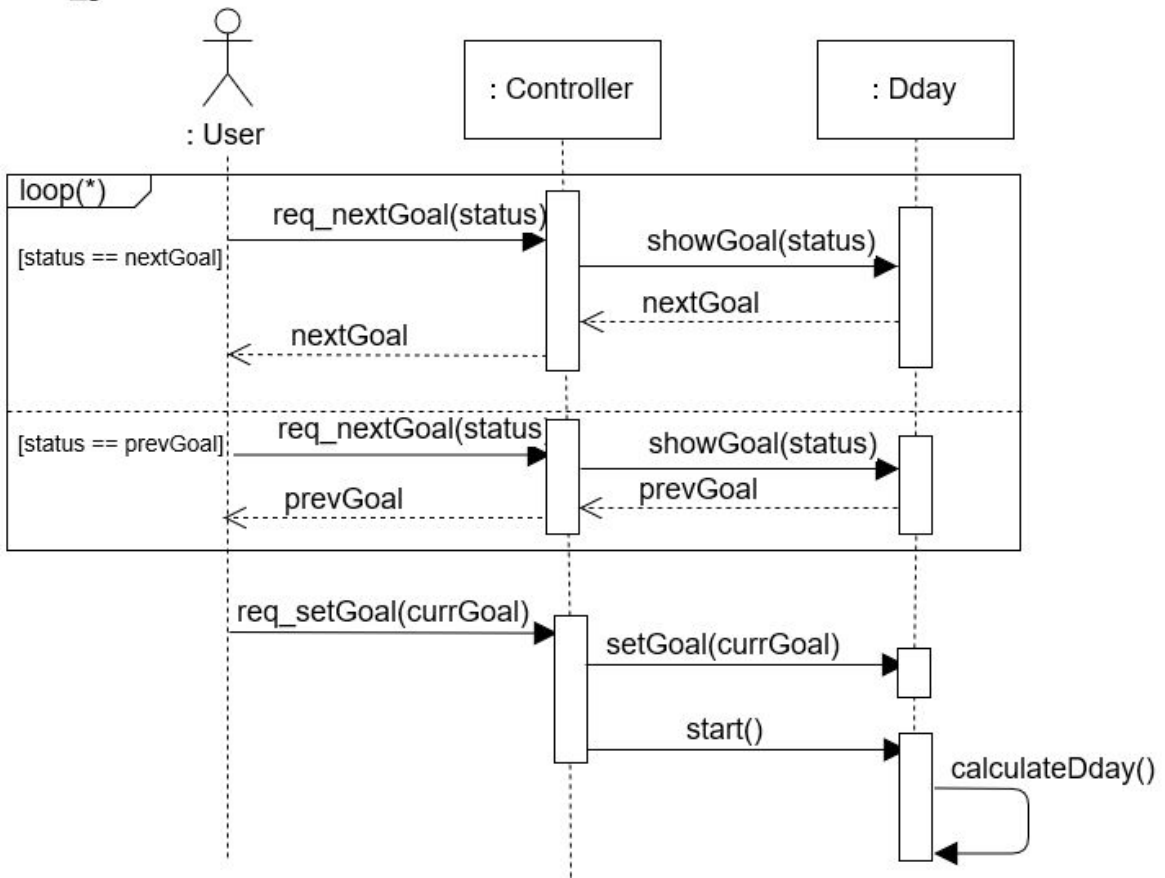 : User
: Controller
: Dday
loop(*)
req_nextGoal(status)
[status == nextGoal]
showGoal(status)
nextGoal
nextGoal
[status == prevGoal]
req_nextGoal(status
showGoal(status)
prevGoal
prevGoal
req_setGoal(currGoal)
setGoal(currGoal)
start()
calculateDday()